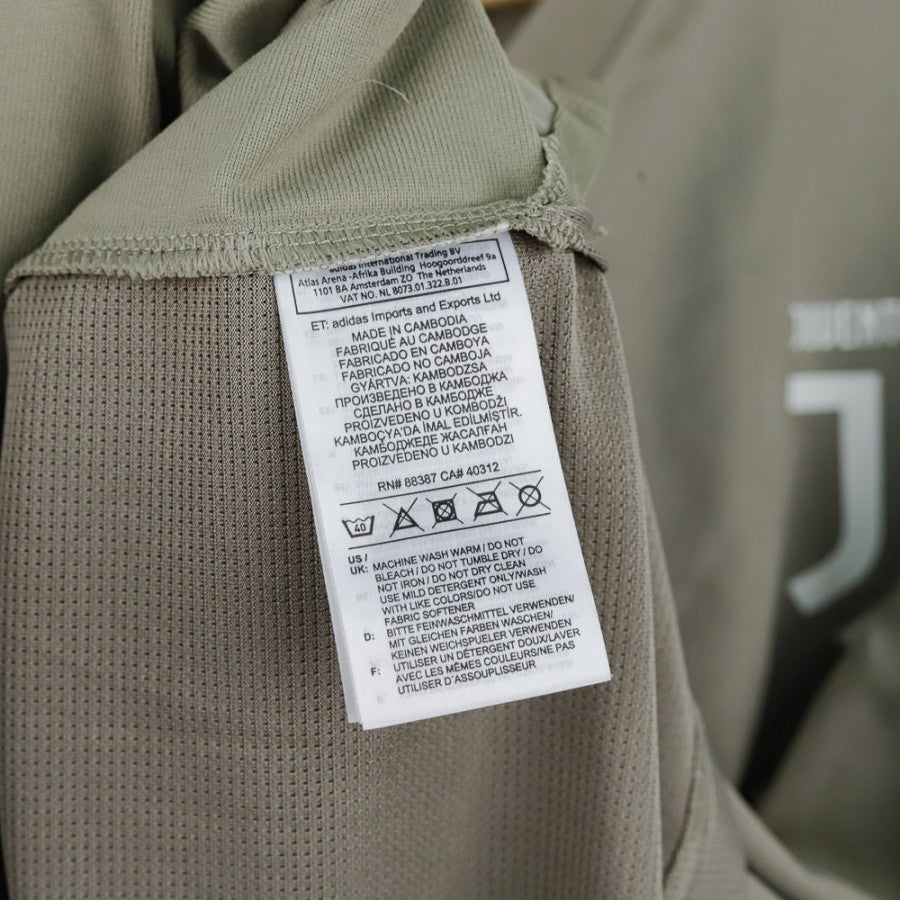 adidas International Trading BV
Atlas Arena -Afrika Building Hoogoorddreef 9a
1101 BA Amsterdam ZO The Netherlands
VAT NO. NL 8073.01.322.B.01
ET: adidas Imports and Exports Ltd
MADE IN CAMBODIA
FABRIQUÉ AU CAMBODGE
FABRICADO EN CAMBOYA
FABRICADO NO CAMBOJA
GYÁRTVA: KAMBODZSA
ПРОИЗВЕДЕНО В КАМБОДЖА
СДЕЛАНО В КАМБОДЖЕ
PROIZVEDENO U KOMBODŽI
KAMBOÇYA'DA İMAL EDİLMİŞTİR.
КАМБОДЖЕДЕ ЖАСАЛҒАН
PROIZVEDENO U KAMBODZI
RN# 88387 CA# 40312
40
US /
UK: MACHINE WASH WARM / DO NOT
BLEACH / DO NOT TUMBLE DRY / DO
NOT IRON / DO NOT DRY CLEAN
USE MILD DETERGENT ONLY/WASH
WITH LIKE COLORS/DO NOT USE
FABRIC SOFTENER
D: BITTE FEINWASCHMITTEL VERWENDEN/
MIT GLEICHEN FARBEN WASCHEN/
KEINEN WEICHSPUELER VERWENDEN
F: UTILISER UN DÉTERGENT DOUX/LAVER
AVEC LES MÊMES COULEURS/NE PAS
UTILISER D´ASSOUPLISSEUR